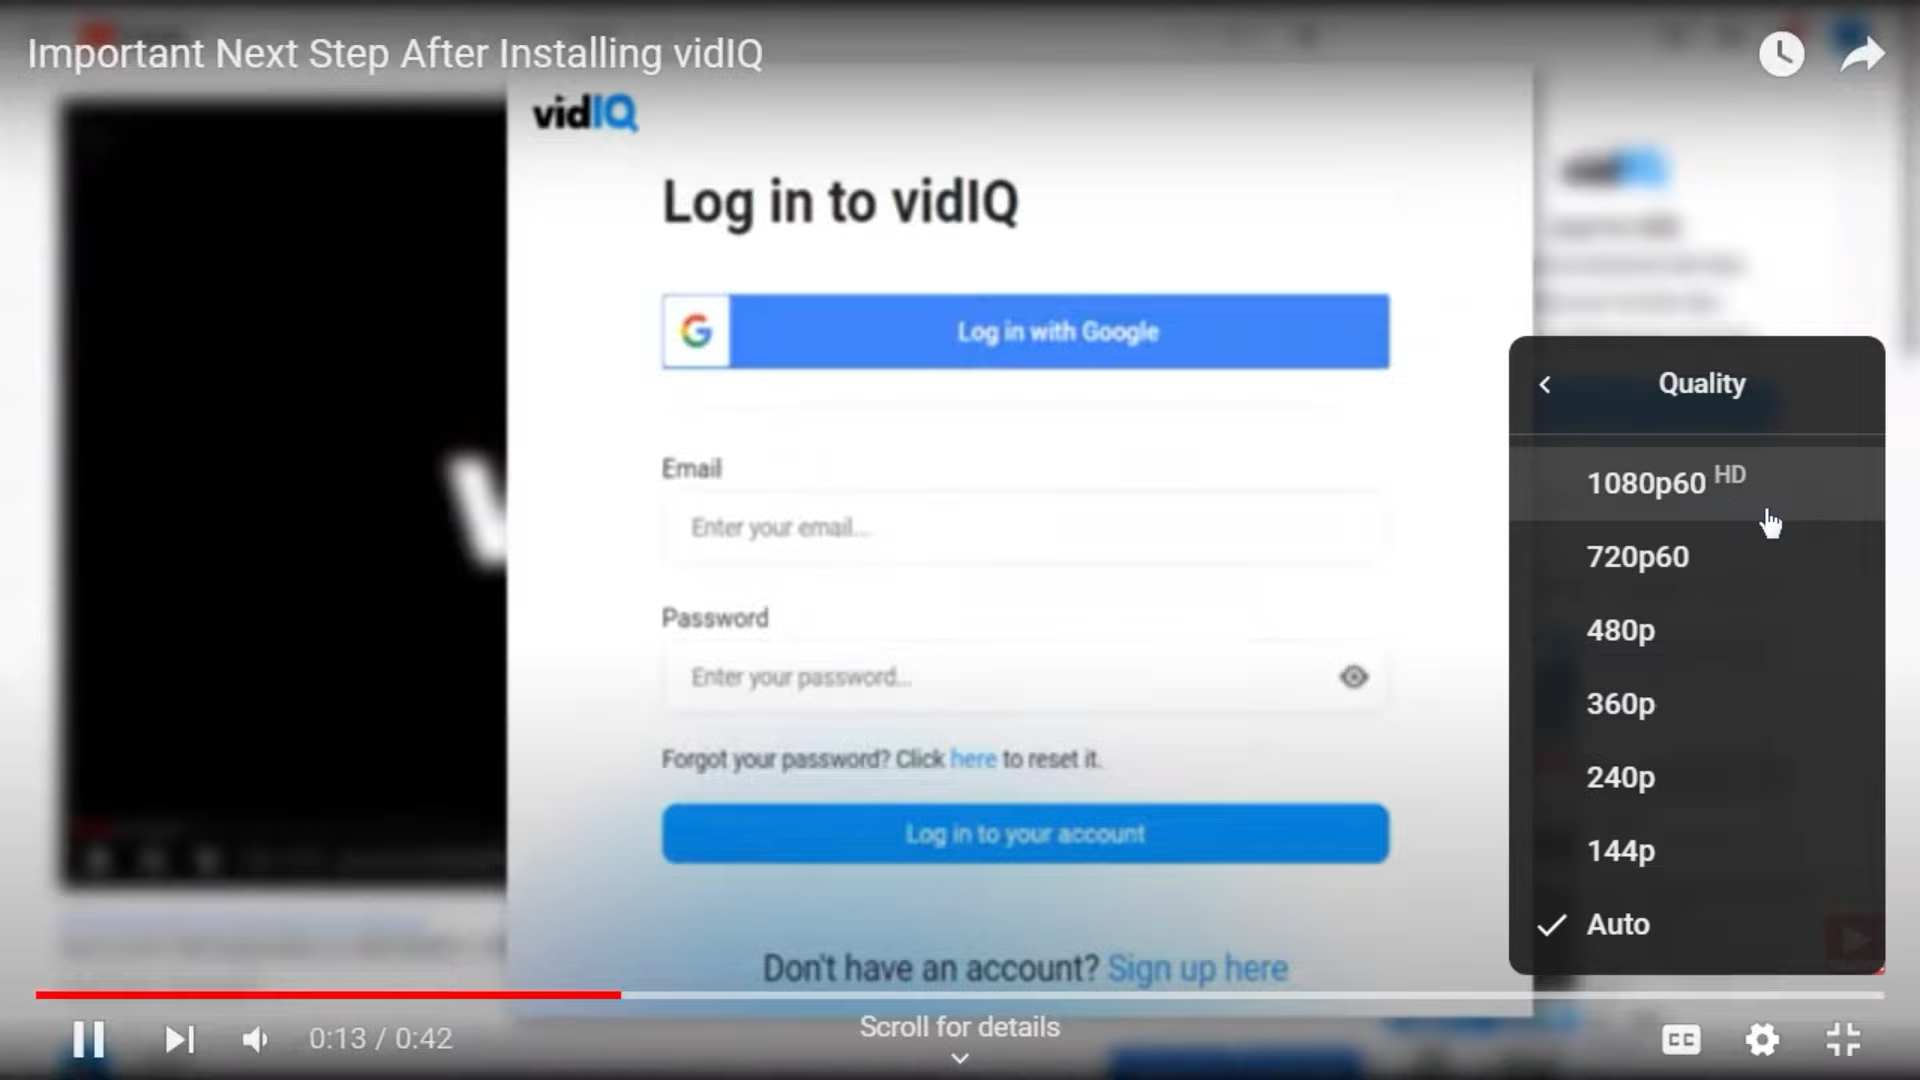 Important Next Step After Installing vidIQ
vidIQ
Log in to vidIQ
Log in with Google
Email
Enter your email...
Password
Enter your password...
Forgot your password? Click here to reset it.
Log in to your account
Don't have an account? Sign up here
Quality
1080p60 HD
720p60
480p
360p
240p
144p
Auto
0:13 / 0:42
Scroll for details
CC